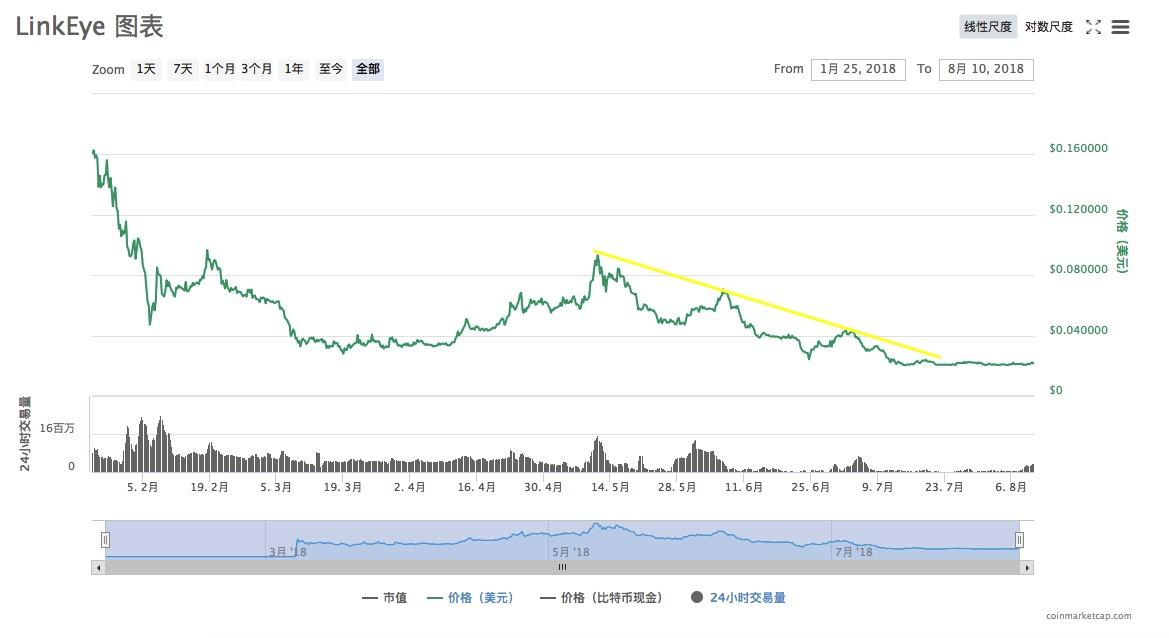 LinkEye 图表
线性尺度 对数尺度
Zoom 1天 7天 1个月 3个月 1年 至今 全部 From 1月 25, 2018 To 8月 10, 2018
$0.160000
$0.120000
$0.080000
$0.040000
$0
价格（美元）
24小时交易量
16百万
0
5. 2月 19. 2月 5. 3月 19. 3月 2. 4月 16. 4月 30. 4月 14. 5月 28. 5月 11. 6月 25. 6月 9. 7月 23. 7月 6. 8月
3月 '18 5月 '18 7月 '18
市值 价格（美元） 价格（比特币现金） 24小时交易量
coinmarketcap.com